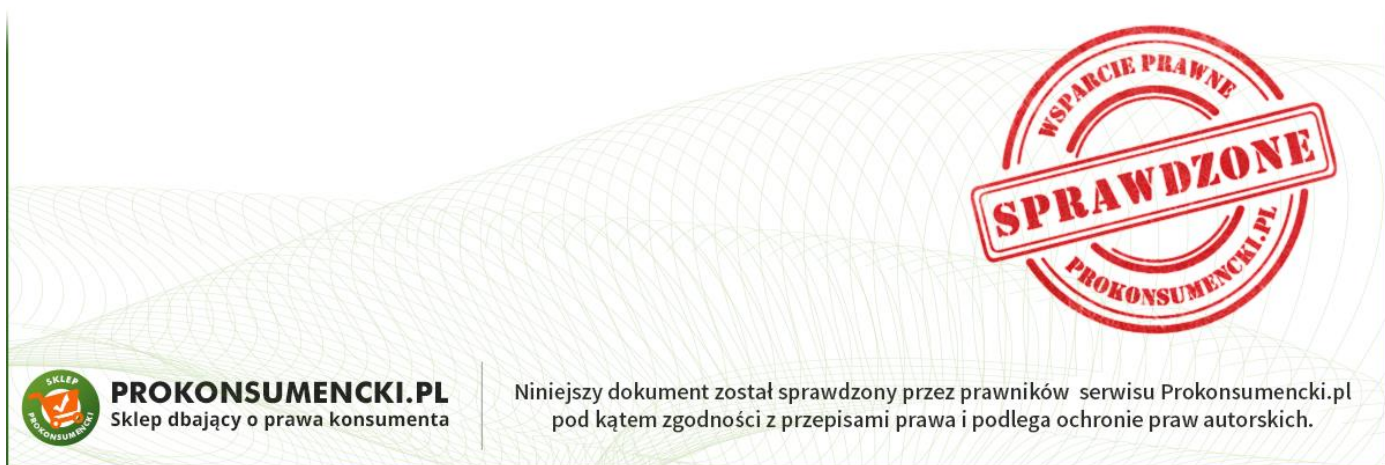 WSPARCIE PRAWNE
SPRAWDZONE
PROKONSUMENCKI.PL
SKLEP
PROKONSUMENCKI
PROKONSUMENCKI.PL
Sklep dbający o prawa konsumenta
Niniejszy dokument został sprawdzony przez prawników serwisu Prokonsumencki.pl
pod kątem zgodności z przepisami prawa i podlega ochronie praw autorskich.